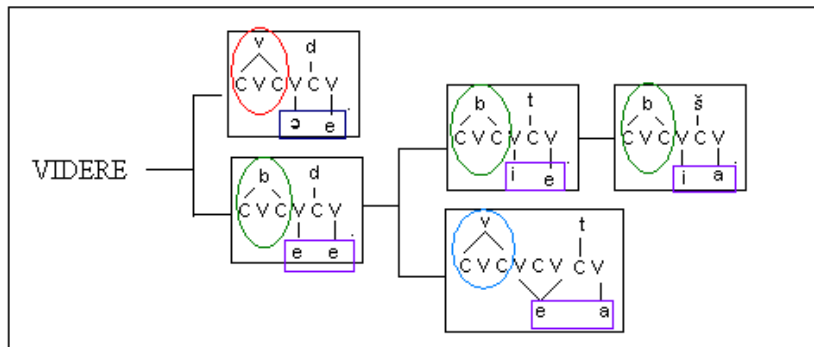 VIDERE
v d
C V C V C V
ɔ e .
b d
C V C V C V
e e .
b t
C V C V C V
i e .
b š
C V C V C V
i a .
v t
C V C V C V C V
e a